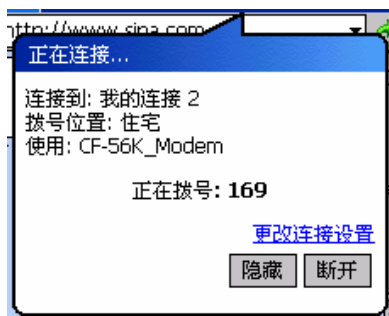 http://www.sina.com
正在连接...
连接到: 我的连接 2
拨号位置: 住宅
使用: CF-56K_Modem
正在拨号: 169
更改连接设置
隐藏 断开